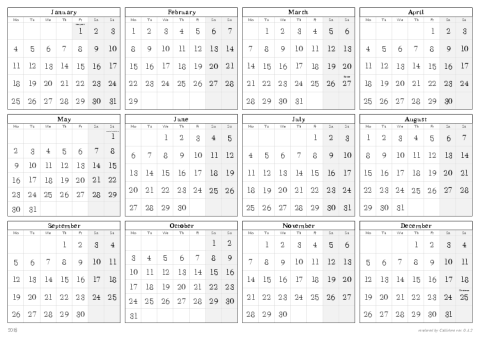 January
Mo Tu We Th Fr Sa Su
1 2 3
4 5 6 7 8 9 10
11 12 13 14 15 16 17
18 19 20 21 22 23 24
25 26 27 28 29 30 31
February
Mo Tu We Th Fr Sa Su
1 2 3 4 5 6 7
8 9 10 11 12 13 14
15 16 17 18 19 20 21
22 23 24 25 26 27 28
29
March
Mo Tu We Th Fr Sa Su
1 2 3 4 5 6
7 8 9 10 11 12 13
14 15 16 17 18 19 20
21 22 23 24 25 26 27
28 29 30 31
April
Mo Tu We Th Fr Sa Su
1 2 3
4 5 6 7 8 9 10
11 12 13 14 15 16 17
18 19 20 21 22 23 24
25 26 27 28 29 30
May
Mo Tu We Th Fr Sa Su
1
2 3 4 5 6 7 8
9 10 11 12 13 14 15
16 17 18 19 20 21 22
23 24 25 26 27 28 29
30 31
June
Mo Tu We Th Fr Sa Su
1 2 3 4 5
6 7 8 9 10 11 12
13 14 15 16 17 18 19
20 21 22 23 24 25 26
27 28 29 30
July
Mo Tu We Th Fr Sa Su
1 2 3
4 5 6 7 8 9 10
11 12 13 14 15 16 17
18 19 20 21 22 23 24
25 26 27 28 29 30 31
August
Mo Tu We Th Fr Sa Su
1 2 3 4 5 6 7
8 9 10 11 12 13 14
15 16 17 18 19 20 21
22 23 24 25 26 27 28
29 30 31
September
Mo Tu We Th Fr Sa Su
1 2 3 4
5 6 7 8 9 10 11
12 13 14 15 16 17 18
19 20 21 22 23 24 25
26 27 28 29 30
October
Mo Tu We Th Fr Sa Su
1 2
3 4 5 6 7 8 9
10 11 12 13 14 15 16
17 18 19 20 21 22 23
24 25 26 27 28 29 30
31
November
Mo Tu We Th Fr Sa Su
1 2 3 4 5 6
7 8 9 10 11 12 13
14 15 16 17 18 19 20
21 22 23 24 25 26 27
28 29 30
December
Mo Tu We Th Fr Sa Su
1 2 3 4
5 6 7 8 9 10 11
12 13 14 15 16 17 18
19 20 21 22 23 24 25
26 27 28 29 30 31
2016